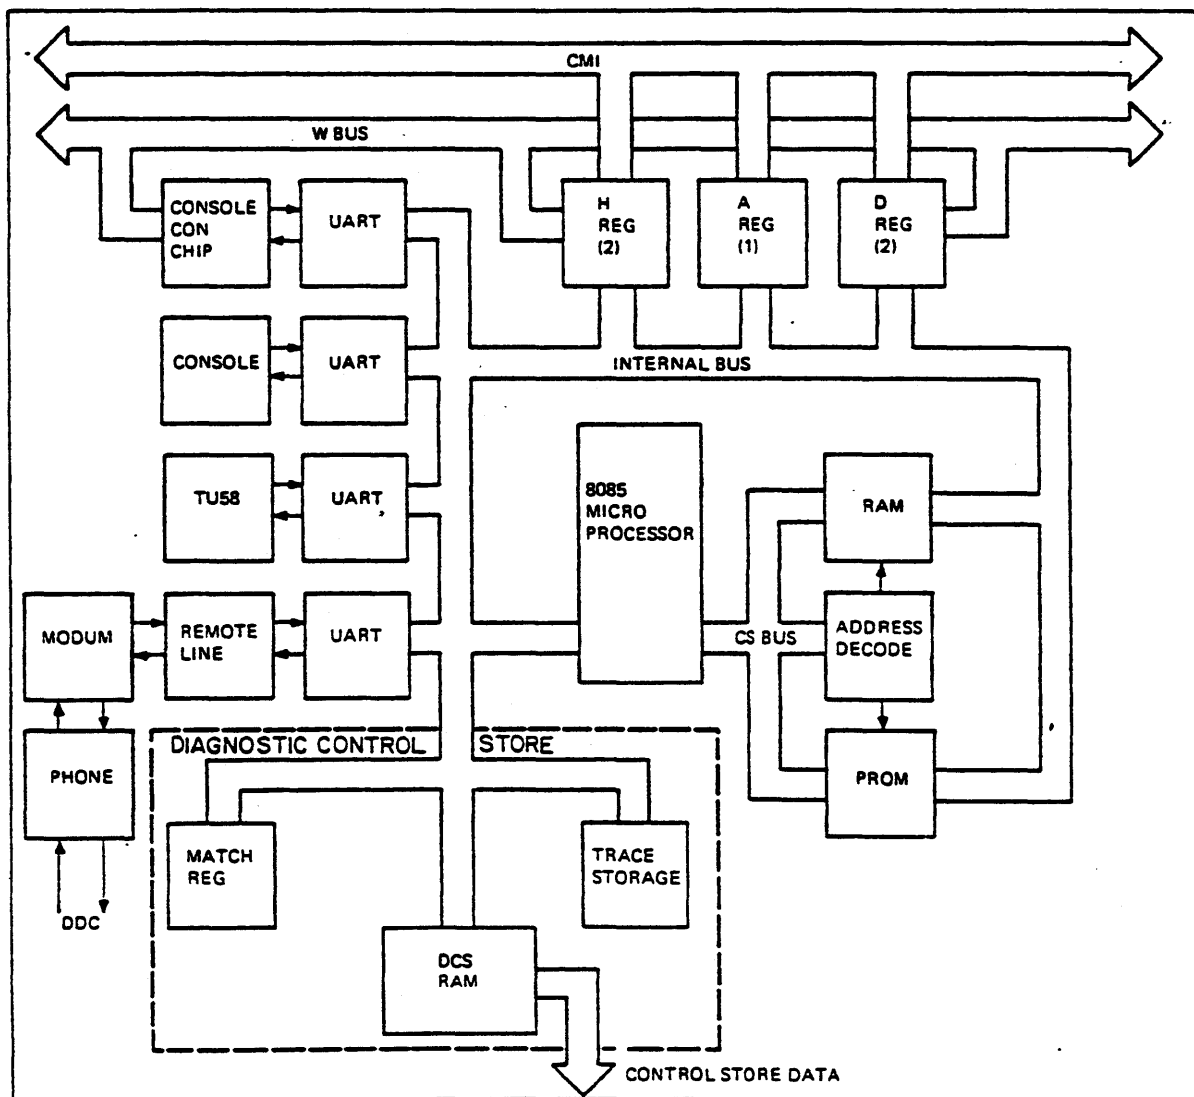 CMI
W BUS
CONSOLE
CON
CHIP
UART
H
REG
(2)
A
REG
(1)
D
REG
(2)
CONSOLE
UART
INTERNAL BUS
TU58
UART
8085
MICRO
PROCESSOR
RAM
MODUM
REMOTE
LINE
UART
CS BUS
ADDRESS
DECODE
DIAGNOSTIC CONTROL STORE
PHONE
PROM
MATCH
REG
TRACE
STORAGE
DDC
DCS
RAM
CONTROL STORE DATA